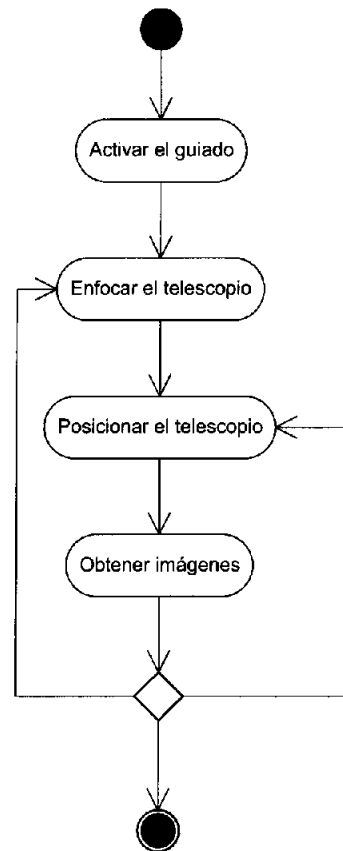 Activar el guiado
Enfocar el telescopio
Posicionar el telescopio
Obtener imágenes